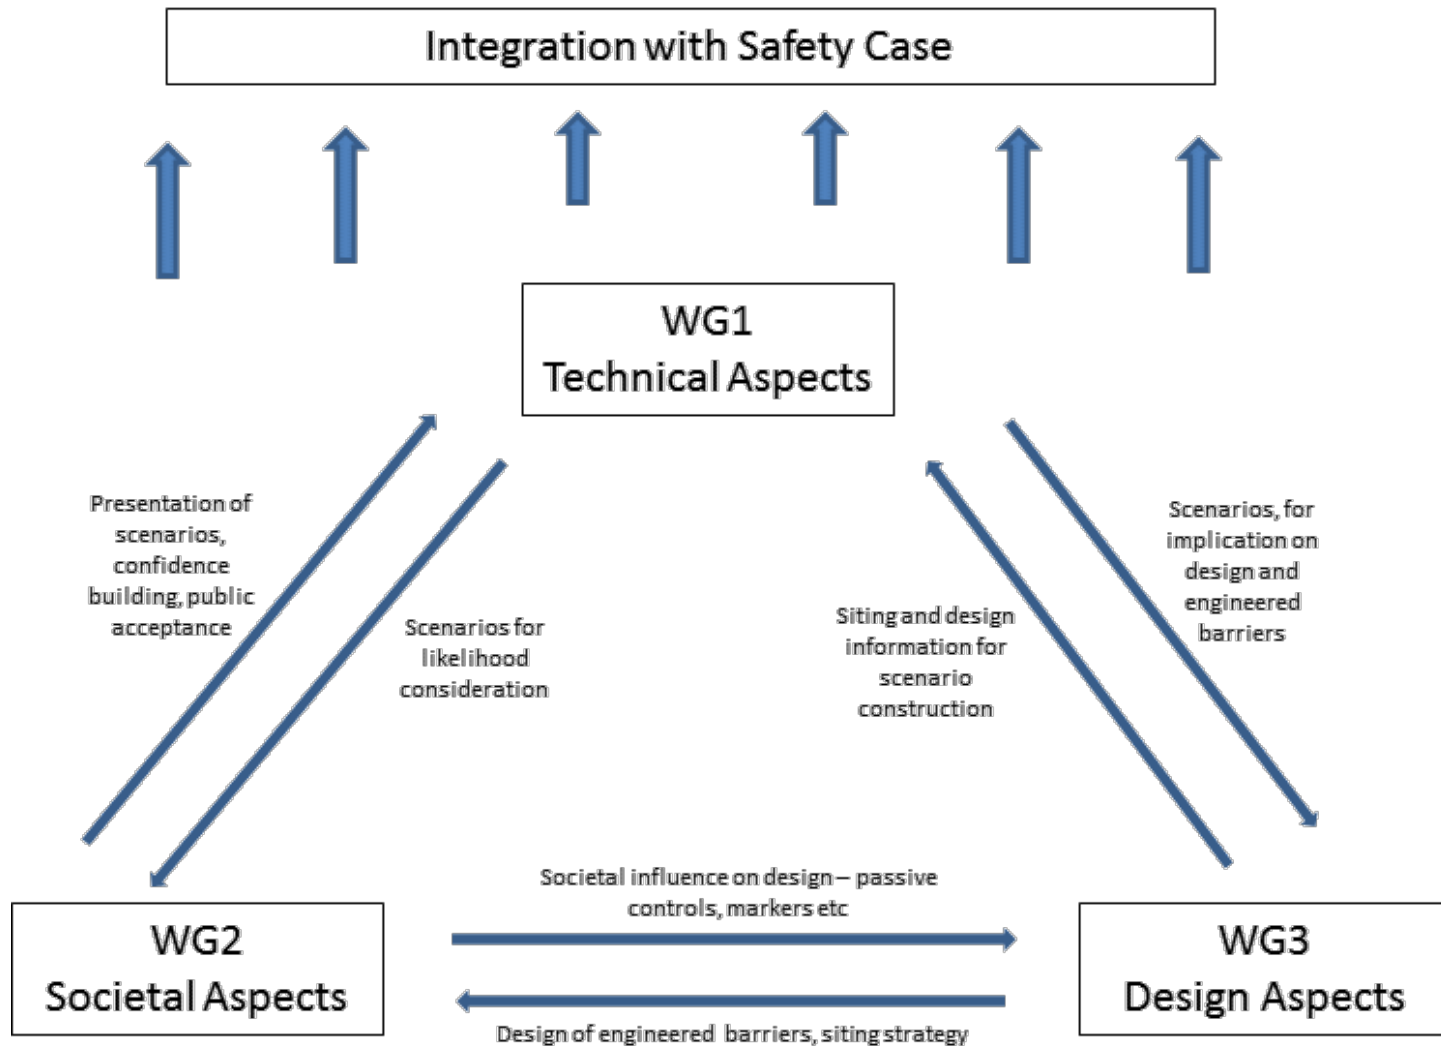 Integration with Safety Case
WG1
Technical Aspects
Presentation of
scenarios,
confidence
building, public
acceptance
Scenarios for
likelihood
consideration
Siting and design
information for
scenario
construction
Scenarios, for
implication on
design and
engineered
barriers
Societal influence on design – passive
controls, markers etc
WG2
Societal Aspects
WG3
Design Aspects
Design of engineered barriers, siting strategy